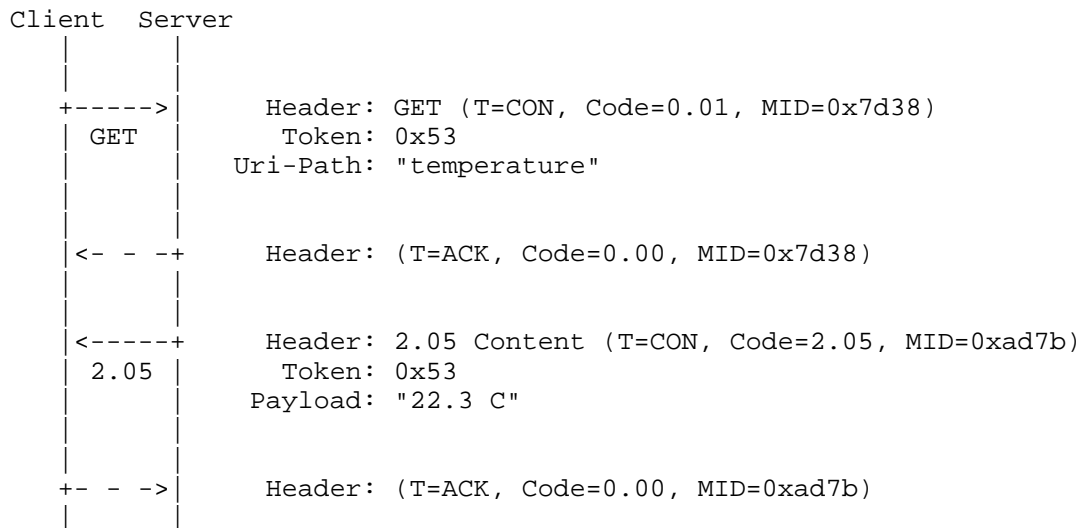 Client Server
Header: GET (T=CON, Code=0.01, MID=0x7d38)
GET Token: 0x53
Uri-Path: "temperature"
Header: (T=ACK, Code=0.00, MID=0x7d38)
Header: 2.05 Content (T=CON, Code=2.05, MID=0xad7b)
2.05 Token: 0x53
Payload: "22.3 C"
Header: (T=ACK, Code=0.00, MID=0xad7b)